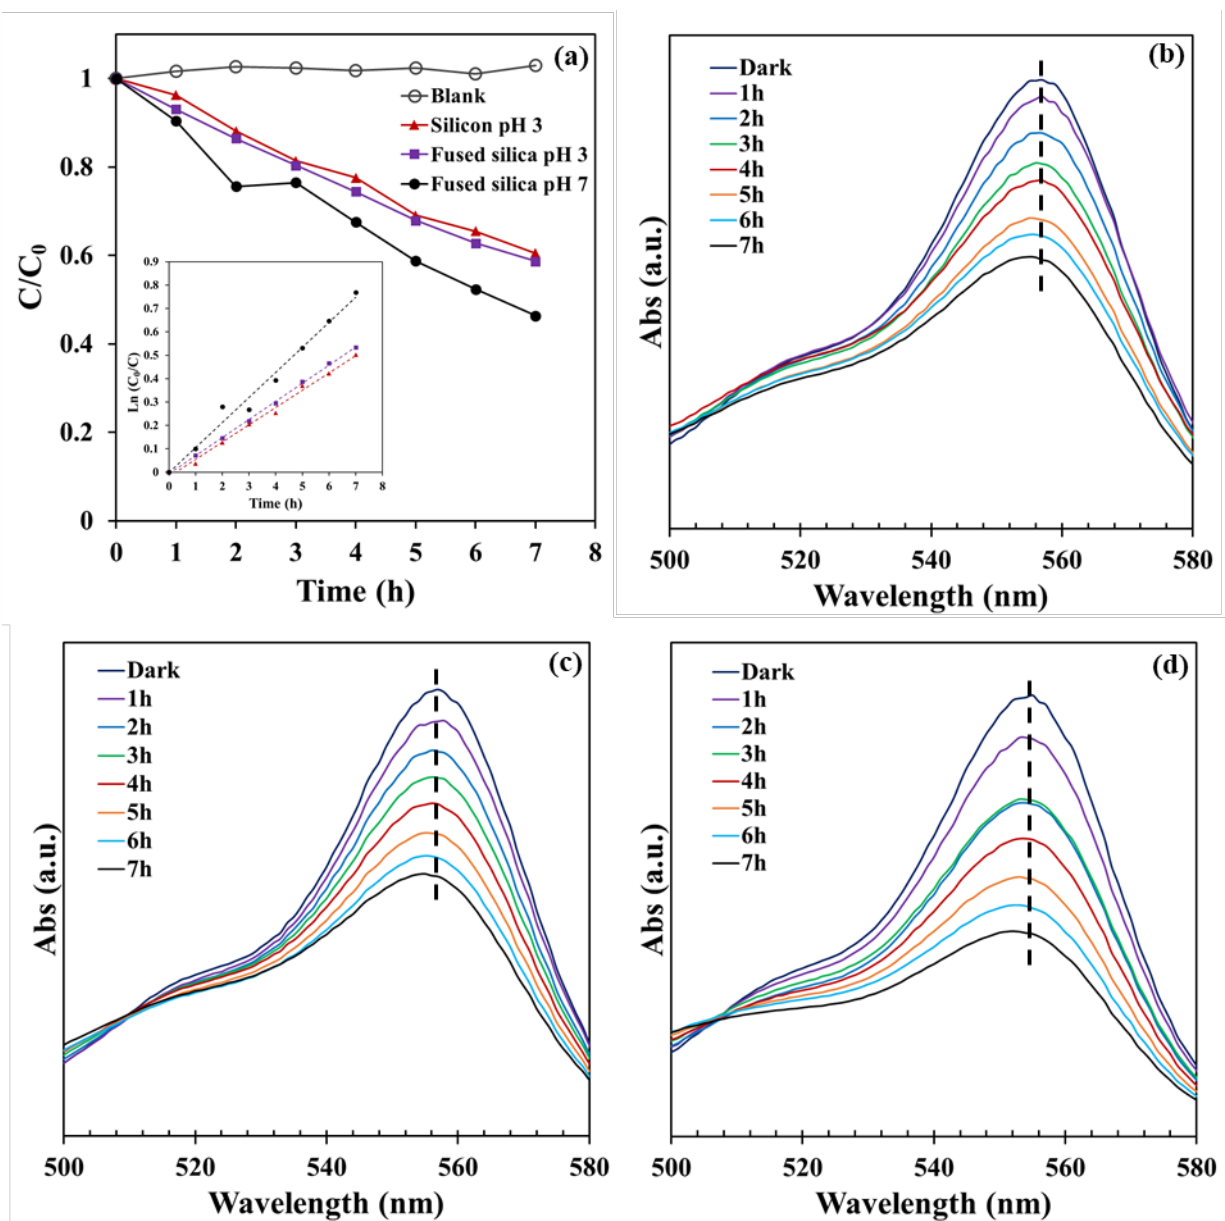 (a)
Blank
Silicon pH 3
Fused silica pH 3
Fused silica pH 7
1
0.8
0.6
0.4
0.2
0
C/C0
0 1 2 3 4 5 6 7 8
Time (h)
0.9
0.8
0.7
0.6
0.5
0.4
0.3
0.2
0.1
0
Ln (C0/C)
0 1 2 3 4 5 6 7 8
Time (h)
(b)
Dark
1h
2h
3h
4h
5h
6h
7h
Abs (a.u.)
500 520 540 560 580
Wavelength (nm)
(c)
Dark
1h
2h
3h
4h
5h
6h
7h
Abs (a.u.)
500 520 540 560 580
Wavelength (nm)
(d)
Dark
1h
2h
3h
4h
5h
6h
7h
Abs (a.u.)
500 520 540 560 580
Wavelength (nm)